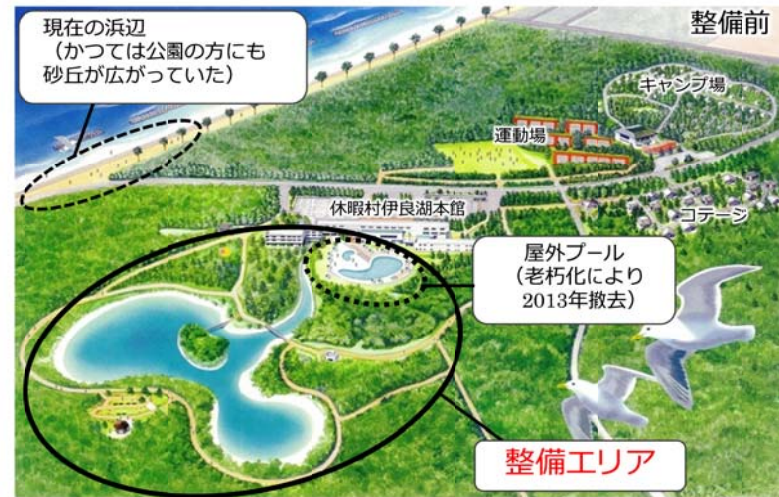 整備前
現在の浜辺
(かつては公園の方にも
砂丘が広がっていた)
キャンプ場
運動場
休暇村伊良湖本館
コテージ
屋外プール
(老朽化により
2013年撤去)
整備エリア